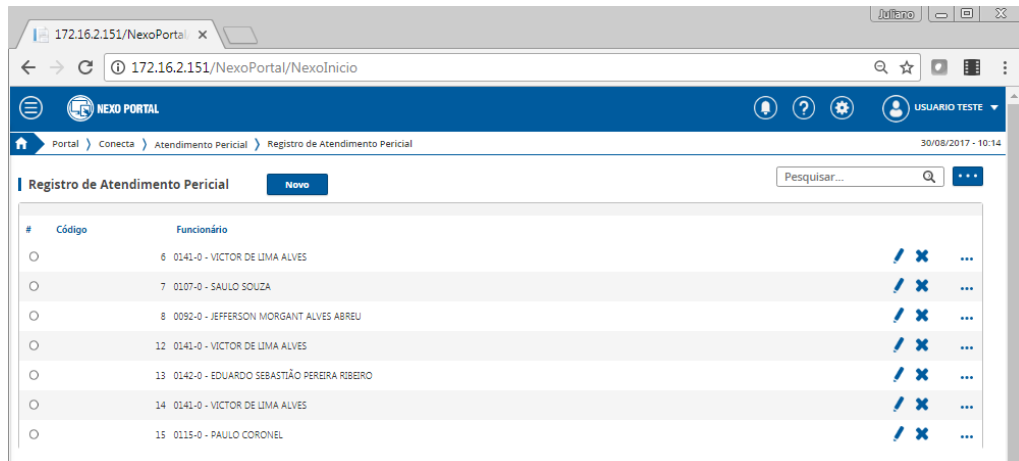 Juliano
172.16.2.151/NexoPortal/
172.16.2.151/NexoPortal/NexoInicio
NEXO PORTAL
USUARIO TESTE
Portal ⟩ Conecta ⟩ Atendimento Pericial ⟩ Registro de Atendimento Pericial
30/08/2017 - 10:14
Registro de Atendimento Pericial
Novo
Pesquisar...
# Código Funcionário
6 0141-0 - VICTOR DE LIMA ALVES
7 0107-0 - SAULO SOUZA
8 0092-0 - JEFFERSON MORGANT ALVES ABREU
12 0141-0 - VICTOR DE LIMA ALVES
13 0142-0 - EDUARDO SEBASTIÃO PEREIRA RIBEIRO
14 0141-0 - VICTOR DE LIMA ALVES
15 0115-0 - PAULO CORONEL